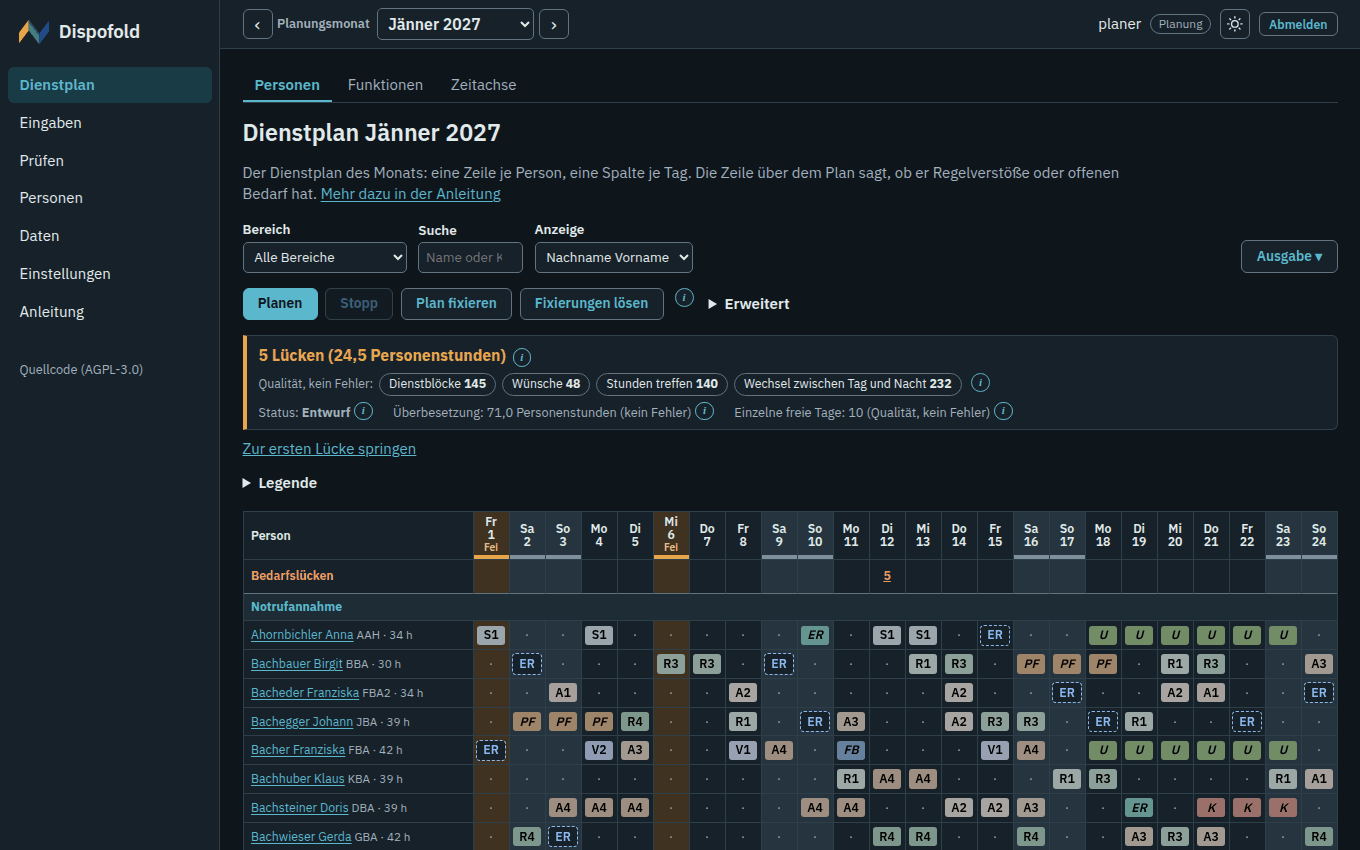 Dispofold
Dienstplan
Eingaben
Prüfen
Personen
Daten
Einstellungen
Anleitung
Quellcode (AGPL-3.0)
‹ Planungsmonat Jänner 2027 ›
planer Planung Abmelden
Personen Funktionen Zeitachse
Dienstplan Jänner 2027
Der Dienstplan des Monats: eine Zeile je Person, eine Spalte je Tag. Die Zeile über dem Plan sagt, ob er Regelverstöße oder offenen
Bedarf hat. Mehr dazu in der Anleitung
Bereich Suche Anzeige
Alle Bereiche Name oder K Nachname Vorname Ausgabe ▾
Planen Stopp Plan fixieren Fixierungen lösen i ▶ Erweitert
5 Lücken (24,5 Personenstunden) i
Qualität, kein Fehler: Dienstblöcke 145 Wünsche 48 Stunden treffen 140 Wechsel zwischen Tag und Nacht 232 i
Status: Entwurf i Überbesetzung: 71,0 Personenstunden (kein Fehler) i Einzelne freie Tage: 10 (Qualität, kein Fehler) i
Zur ersten Lücke springen
▶ Legende
Person Fr 1 Fei Sa 2 So 3 Mo 4 Di 5 Mi 6 Fei Do 7 Fr 8 Sa 9 So 10 Mo 11 Di 12 Mi 13 Do 14 Fr 15 Sa 16 So 17 Mo 18 Di 19 Mi 20 Do 21 Fr 22 Sa 23 So 24
Bedarfslücken 5
Notrufannahme
Ahornbichler Anna AAH · 34 h S1 · · S1 · · · · · ER · S1 S1 · ER · · U U U U U U ·
Bachbauer Birgit BBA · 30 h · ER · · · R3 R3 · ER · · · R1 R3 · PF PF PF · R1 R3 · · A3
Bacheder Franziska FBA2 · 34 h · · A1 · · · · A2 · · · · · A2 · · ER · · A2 A1 · · ER
Bachegger Johann JBA · 39 h · PF PF PF R4 · · R1 · ER A3 · · A2 R3 R3 · ER R1 · · ER · ·
Bacher Franziska FBA · 42 h ER · · V2 A3 · · V1 A4 · FB · · · V1 A4 · U U U U U U ·
Bachhuber Klaus KBA · 39 h · · · · · · · · · · R1 A4 A4 · · · R1 R3 · · · · R1 A1
Bachsteiner Doris DBA · 39 h · · A4 A4 A4 · · · · A4 A4 · · A2 A2 A3 · · ER · K K K ·
Bachwieser Gerda GBA · 42 h · R4 ER · · · · · · · · R4 R4 · · R4 · · A3 R3 A3 · · R4